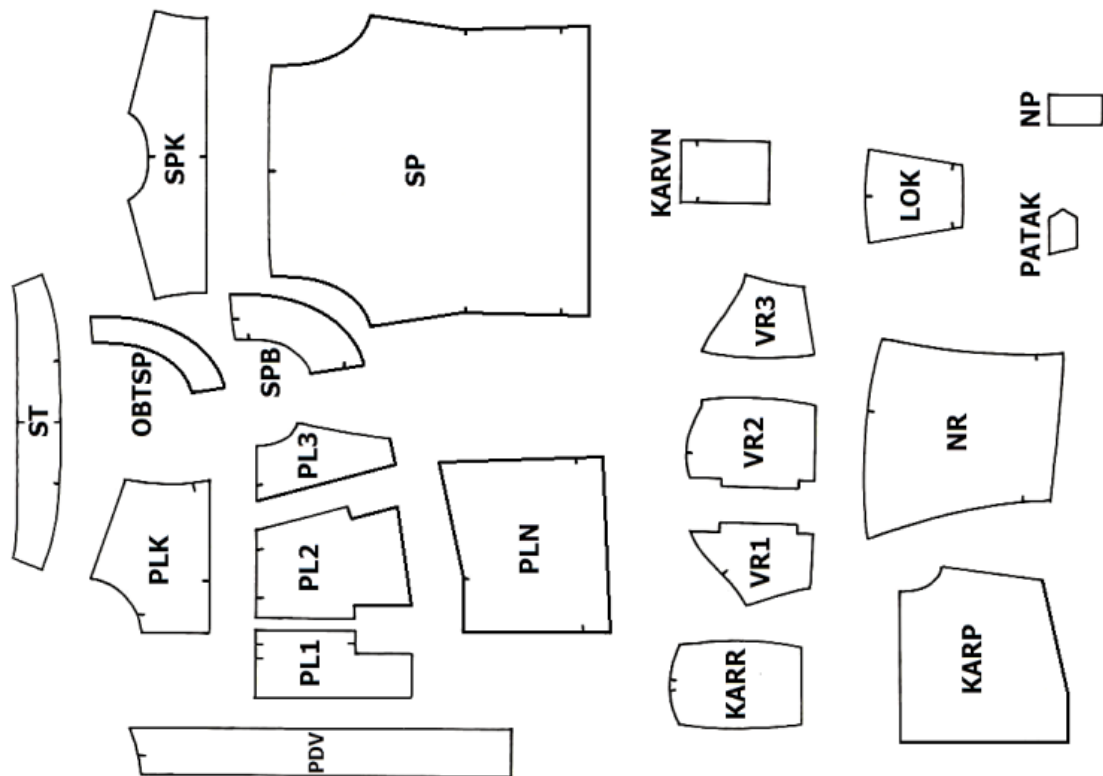 ST
OBTSP
SPK
SPB
SP
PLK
PL3
PL2
PL1
PLN
PDV
KARVN
VR3
VR2
VR1
KARR
NP
LOK
PATAK
NR
KARP